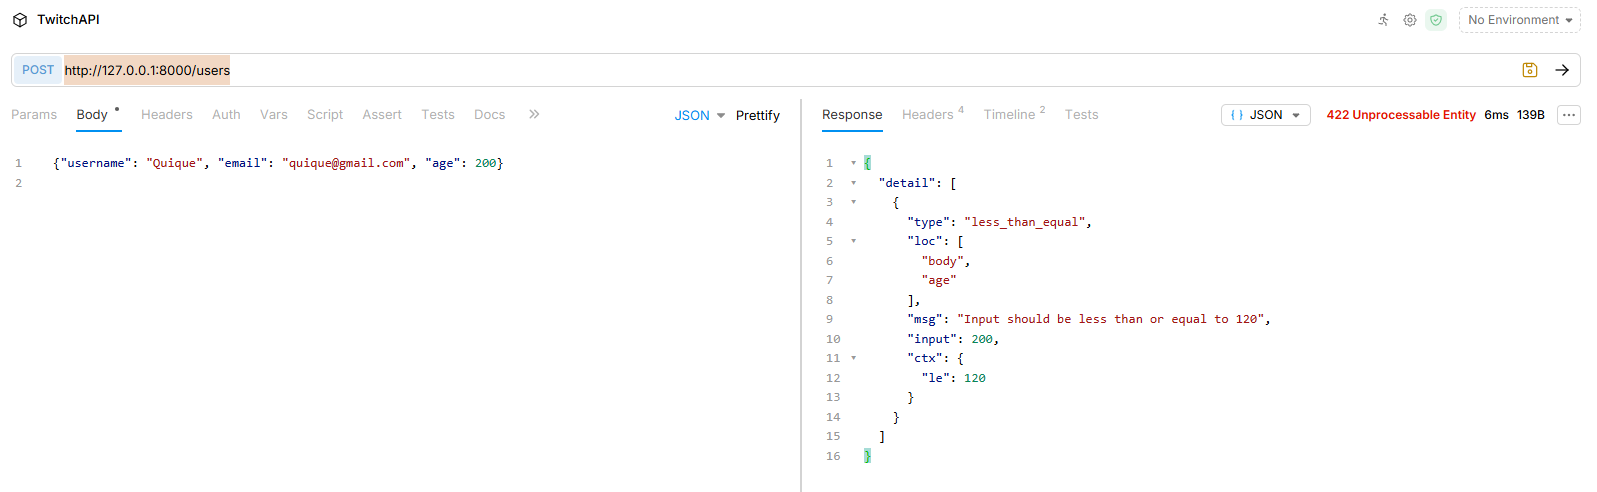 TwitchAPI
No Environment
POST http://127.0.0.1:8000/users
Params Body Headers Auth Vars Script Assert Tests Docs JSON Prettify
1 {"username": "Quique", "email": "quique@gmail.com", "age": 200}
2
Response Headers 4 Timeline 2 Tests { } JSON 422 Unprocessable Entity 6ms 139B
1 {
2 "detail": [
3 {
4 "type": "less_than_equal",
5 "loc": [
6 "body",
7 "age"
8 ],
9 "msg": "Input should be less than or equal to 120",
10 "input": 200,
11 "ctx": {
12 "le": 120
13 }
14 }
15 ]
16 }